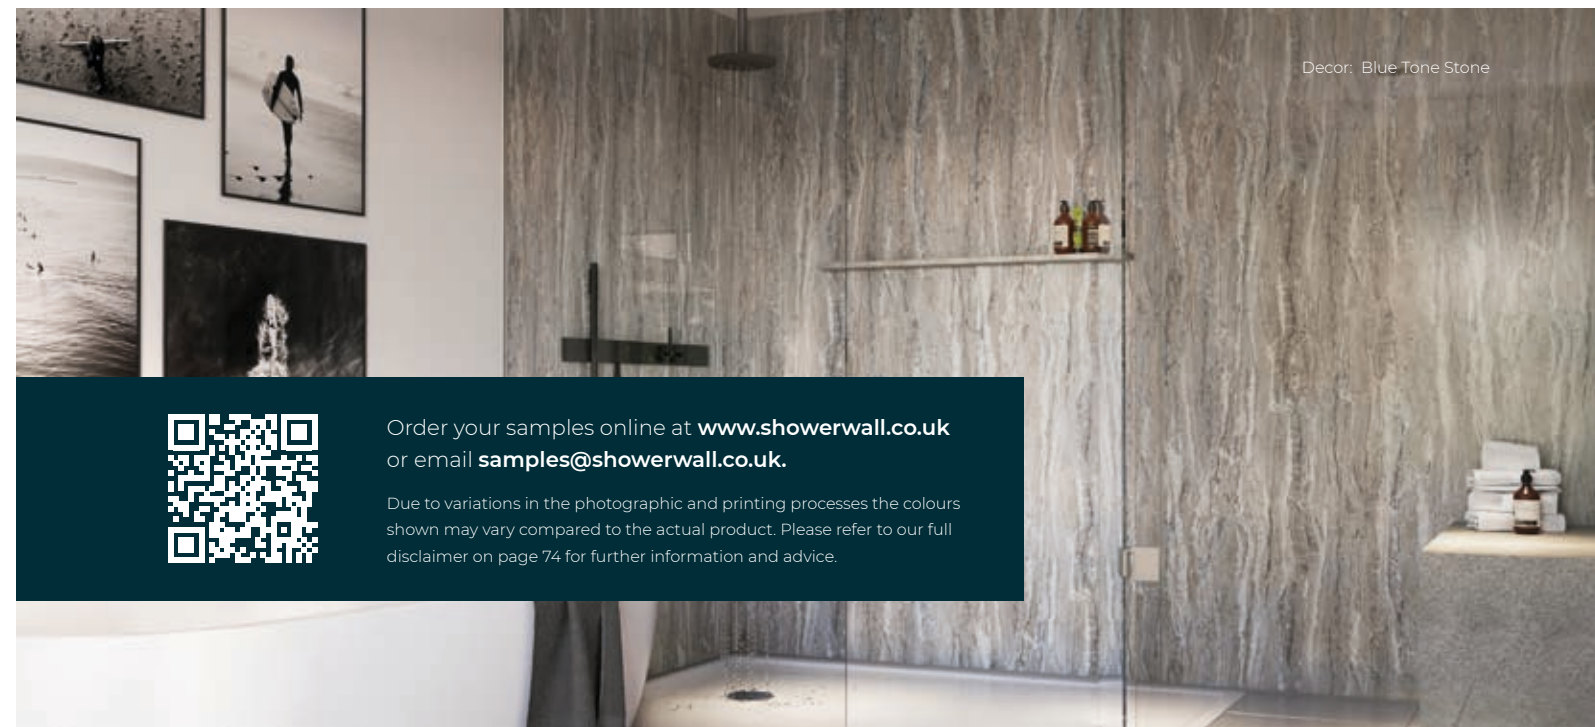 Decor: Blue Tone Stone
Order your samples online at www.showerwall.co.uk
or email samples@showerwall.co.uk.
Due to variations in the photographic and printing processes the colours
shown may vary compared to the actual product. Please refer to our full
disclaimer on page 74 for further information and advice.